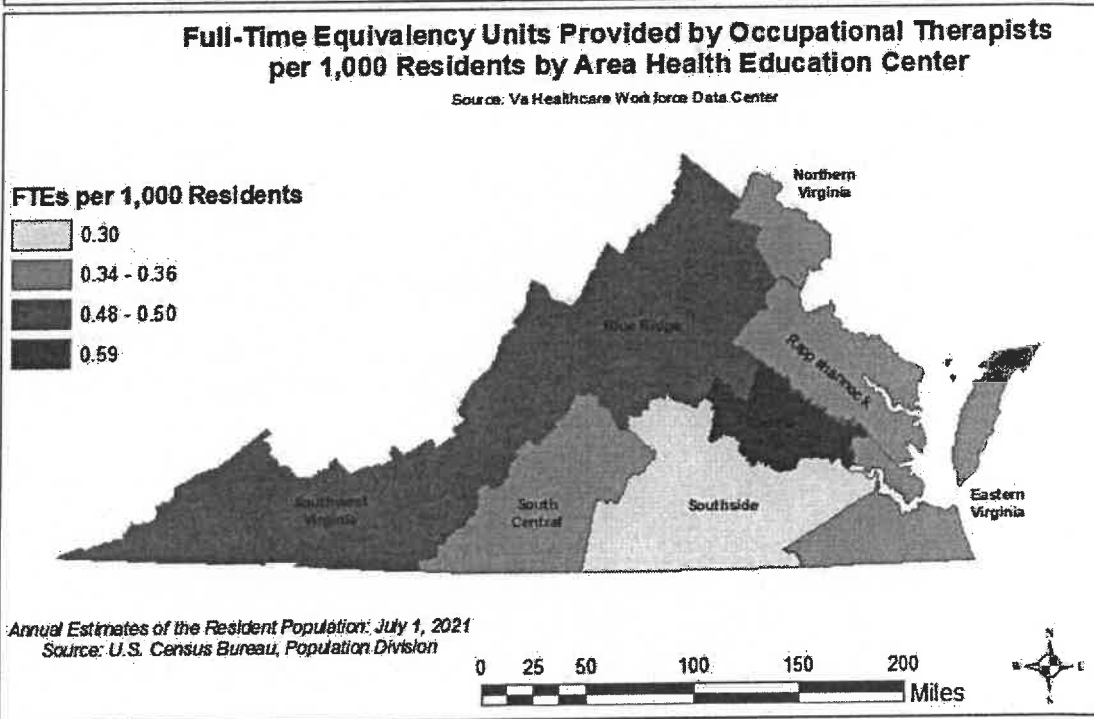 Full-Time Equivalency Units Provided by Occupational Therapists
per 1,000 Residents by Area Health Education Center
Source: Va Healthcare Work force Data Center
FTEs per 1,000 Residents
0.30
0.34 - 0.36
0.48 - 0.50
0.59
Northern
Virginia
Blue Ridge
Rappahannock
Southwest
Virginia
South
Central
Southside
Eastern
Virginia
Annual Estimates of the Resident Population: July 1, 2021
Source: U.S. Census Bureau, Population Division
0 25 50 100 150 200
Miles
N
W E
S